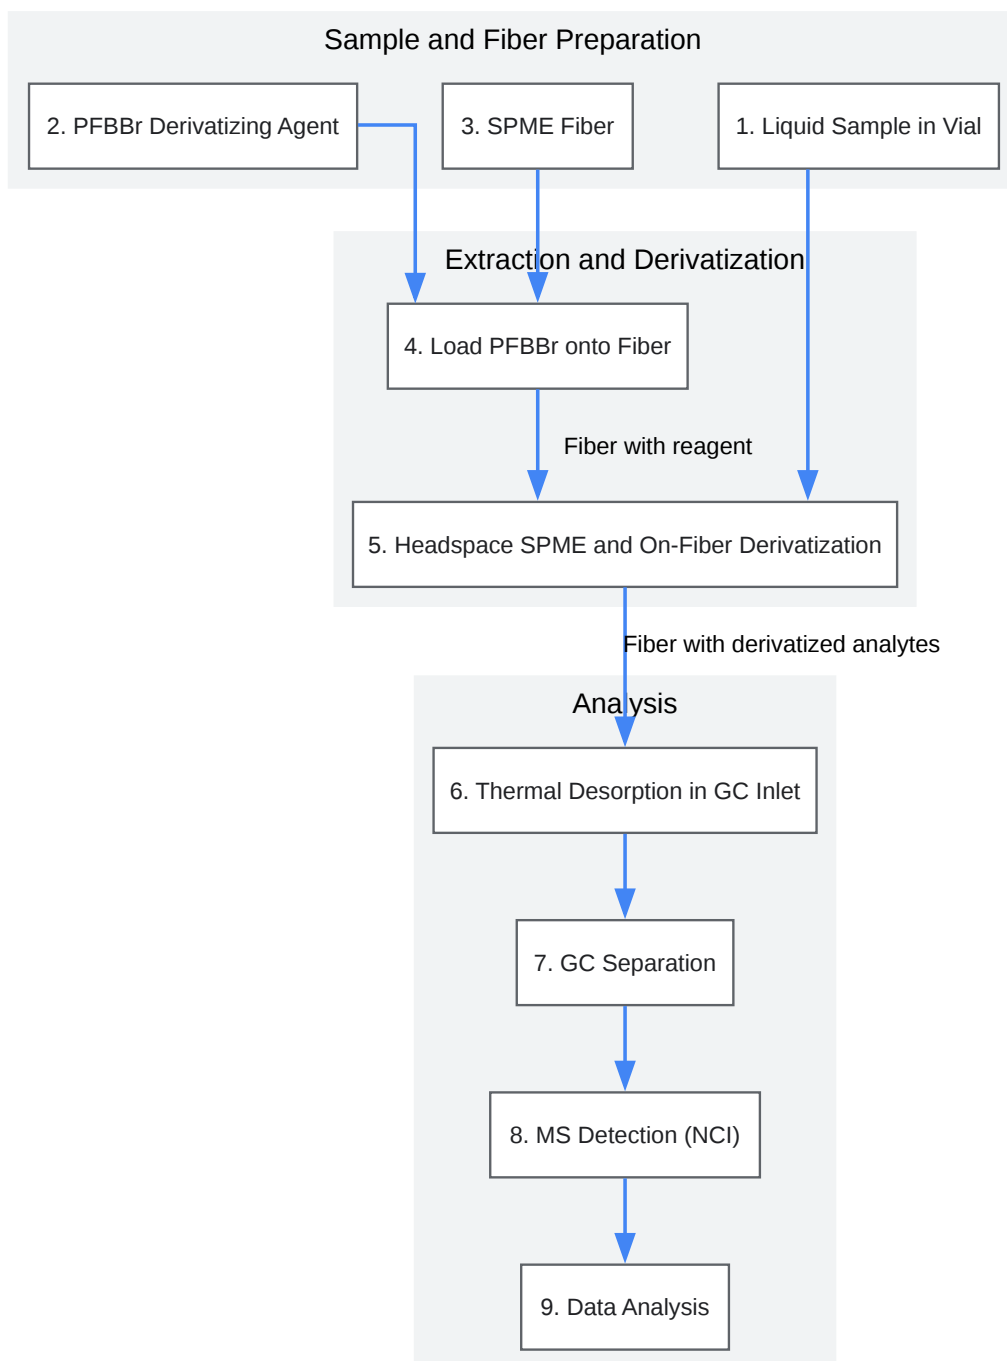 Sample and Fiber Preparation
2. PFBBr Derivatizing Agent
3. SPME Fiber
1. Liquid Sample in Vial
Extraction and Derivatization
4. Load PFBBr onto Fiber
Fiber with reagent
5. Headspace SPME and On-Fiber Derivatization
Fiber with derivatized analytes
Analysis
6. Thermal Desorption in GC Inlet
7. GC Separation
8. MS Detection (NCI)
9. Data Analysis